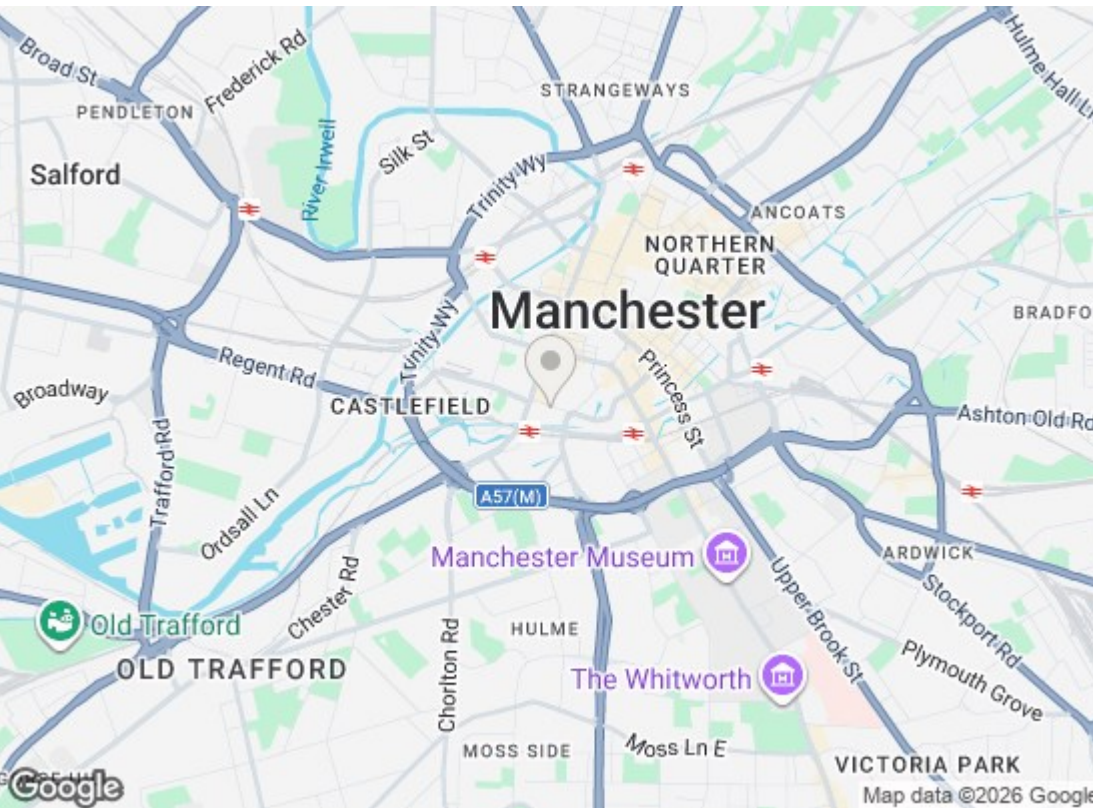 Broad St
Frederick Rd
Hulme Hall Ln
STRANGEWAYS
PENDLETON
Silk St
River Irwell
Salford
Trinity Wy
ANCOATS
NORTHERN
QUARTER
Manchester
BRADFO
Trinity Wy
Regent Rd
Princess St
Broadway
CASTLEFIELD
Ashton Old Rd
Trafford Rd
A57(M)
Ordsall Ln
Manchester Museum
ARDWICK
Chester Rd
Upper Brook St
Stockport Rd
Old Trafford
HULME
OLD TRAFFORD
Chorlton Rd
The Whitworth
Plymouth Grove
MOSS SIDE
Moss Ln E
VICTORIA PARK
Google
Map data ©2026 Google